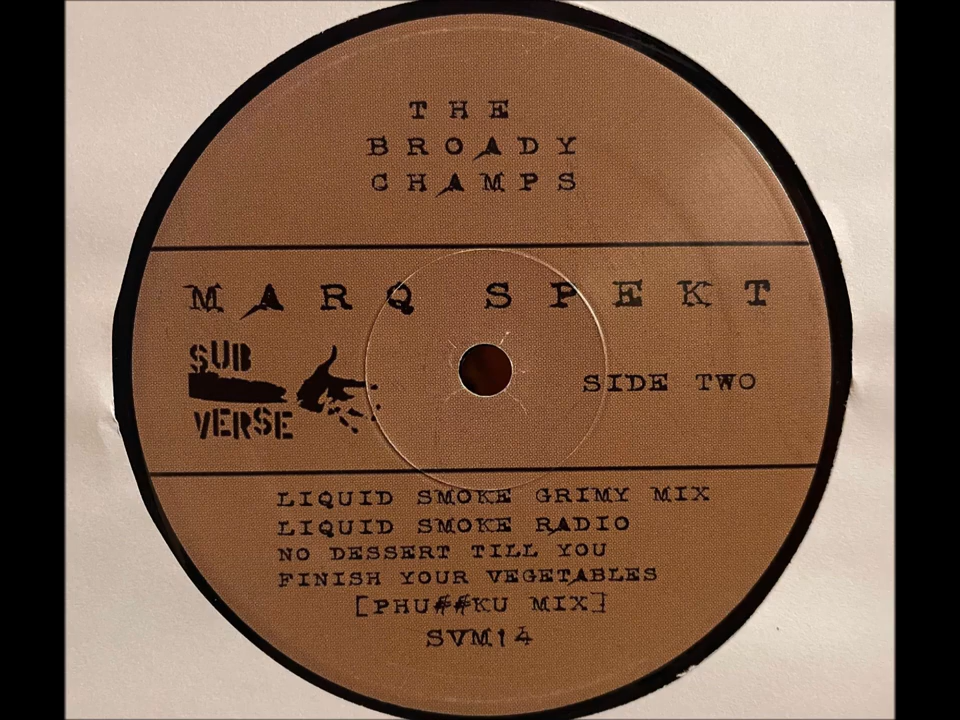 THE
BROADY
CHAMPS
MARQ SPEKT
SUB
VERSE
SIDE TWO
LIQUID SMOKE GRIMY MIX
LIQUID SMOKE RADIO
NO DESSERT TILL YOU
FINISH YOUR VEGETABLES
[PHU##KU MIX]
SVM14